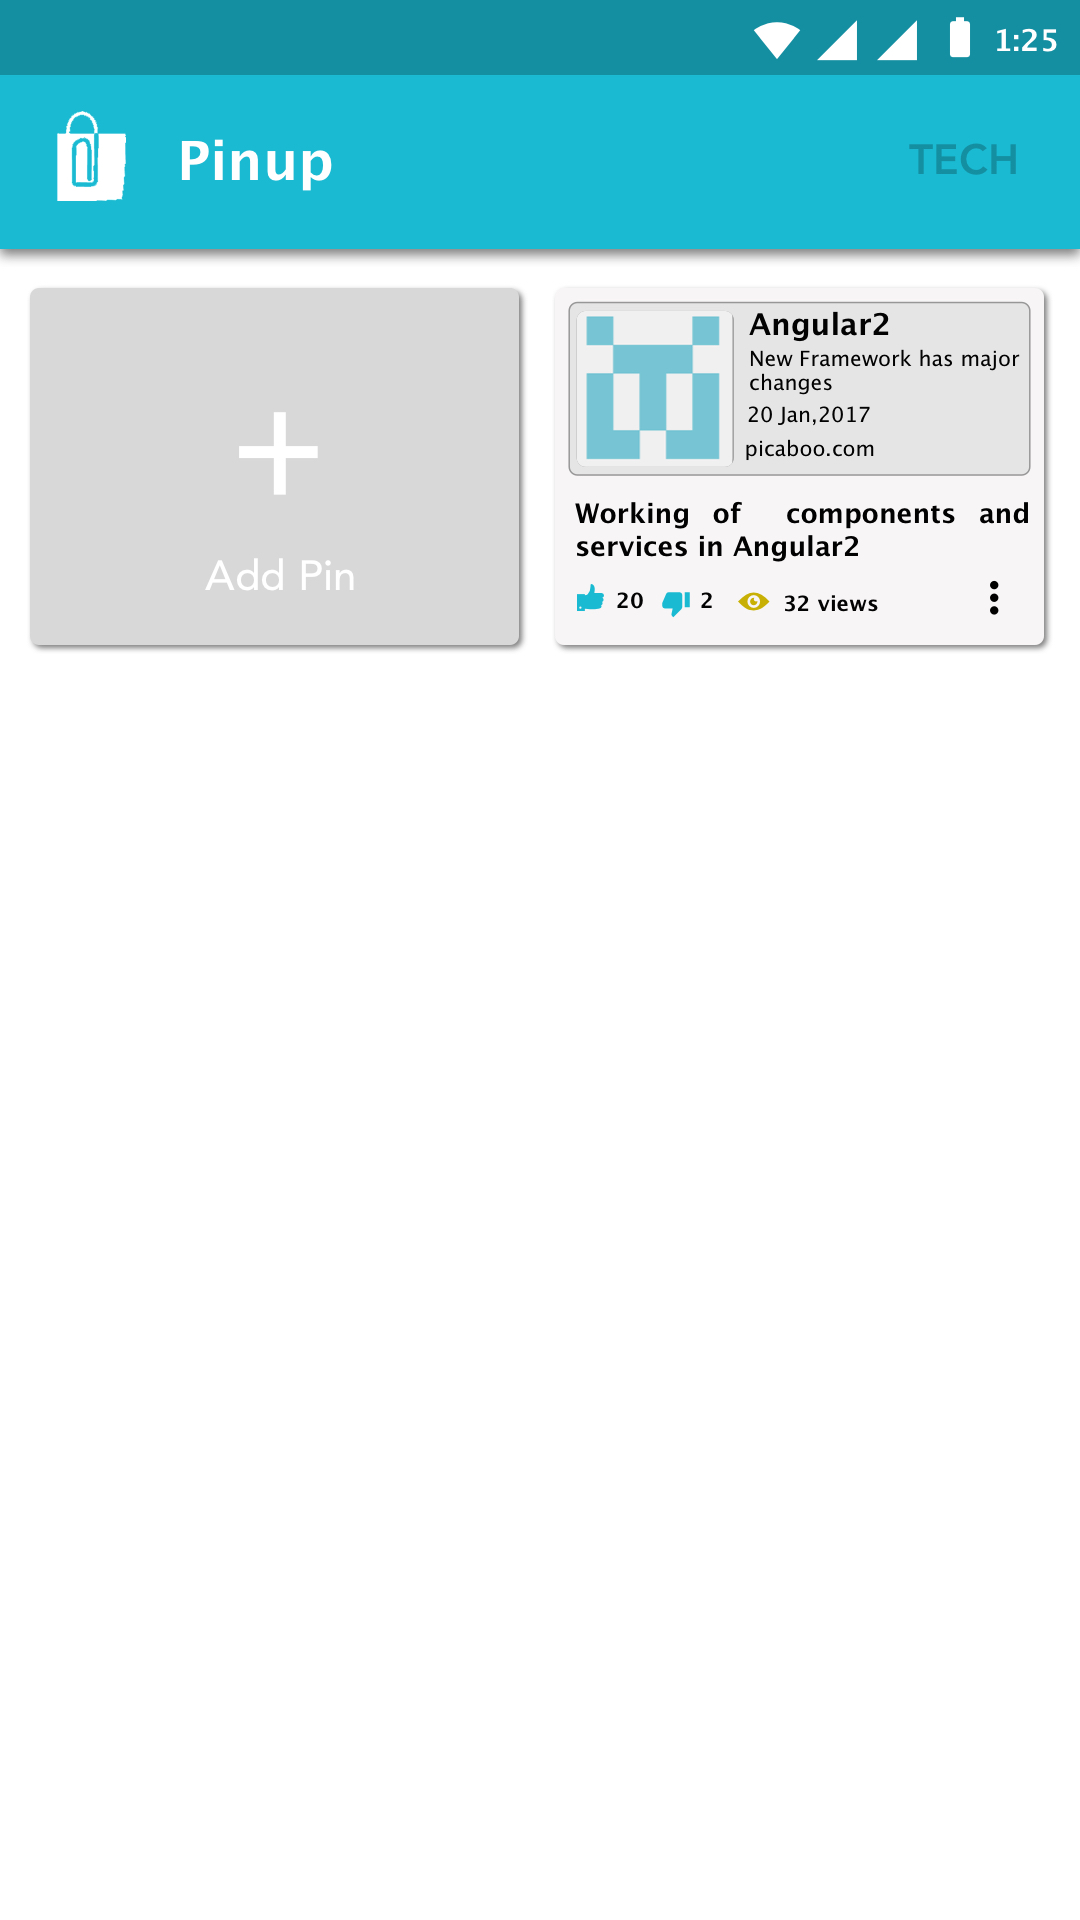 1:25
Pinup
TECH
Add Pin
Angular2
New Framework has major
changes
20 Jan,2017
picaboo.com
Working of components and
services in Angular2
20 2 32 views